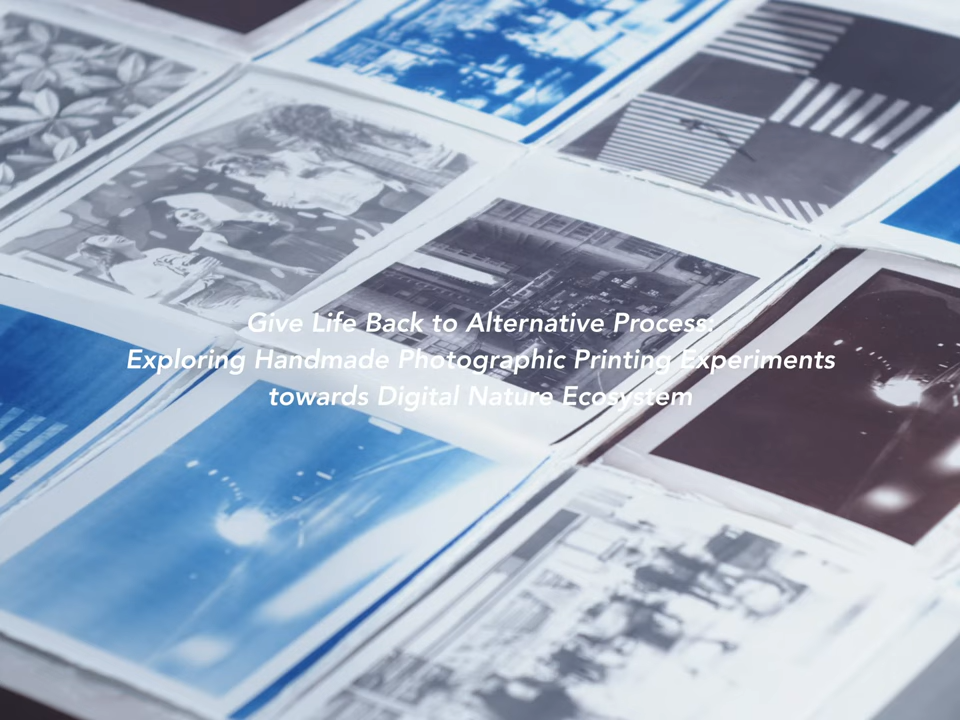 Give Life Back to Alternative Process:
Exploring Handmade Photographic Printing Experiments
towards Digital Nature Ecosystem